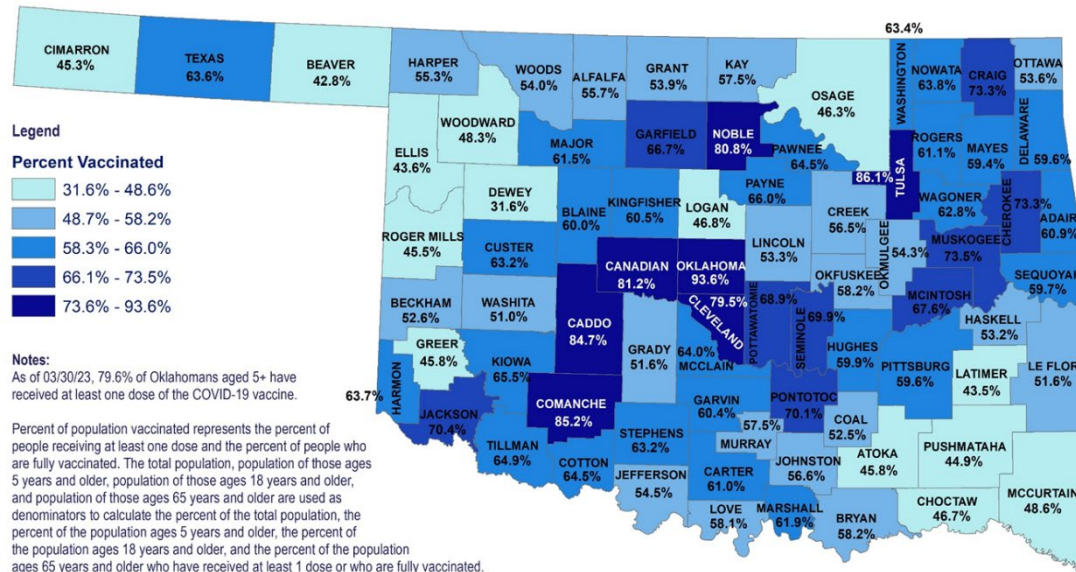 63.4%
CIMARRON
45.3%
TEXAS
63.6%
BEAVER
42.8%
HARPER
55.3%
WOODS
54.0%
ALFALFA
55.7%
GRANT
53.9%
KAY
57.5%
OSAGE
46.3%
WASHINGTON
NOWATA
63.8%
CRAIG
73.3%
OTTAWA
53.6%
WOODWARD
48.3%
ELLIS
43.6%
MAJOR
61.5%
GARFIELD
66.7%
NOBLE
80.8%
PAWNEE
64.5%
86.1%
TULSA
ROGERS
61.1%
MAYES
59.4%
DELAWARE
59.6%
DEWEY
31.6%
BLAINE
60.0%
KINGFISHER
60.5%
LOGAN
46.8%
PAYNE
66.0%
CREEK
56.5%
WAGONER
62.8%
CHEROKEE
73.3%
ADAIR
60.9%
ROGER MILLS
45.5%
CUSTER
63.2%
CANADIAN
81.2%
OKLAHOMA
93.6%
LINCOLN
53.3%
OKMULGEE
54.3%
MUSKOGEE
73.5%
OKFUSKEE
58.2%
SEQUOYAH
59.7%
BECKHAM
52.6%
WASHITA
51.0%
CADDO
84.7%
79.5%
CLEVELAND
POTTAWATOMIE
68.9%
SEMINOLE
69.9%
MCINTOSH
67.6%
HASKELL
53.2%
GREER
45.8%
KIOWA
65.5%
GRADY
51.6%
64.0%
MCCLAIN
HUGHES
59.9%
PITTSBURG
59.6%
LATIMER
43.5%
LE FLOR
51.6%
63.7%
HARMON
JACKSON
70.4%
COMANCHE
85.2%
GARVIN
60.4%
PONTOTOC
70.1%
COAL
52.5%
TILLMAN
64.9%
COTTON
64.5%
STEPHENS
63.2%
57.5%
MURRAY
JOHNSTON
56.6%
ATOKA
45.8%
PUSHMATAHA
44.9%
JEFFERSON
54.5%
CARTER
61.0%
LOVE
58.1%
MARSHALL
61.9%
BRYAN
58.2%
CHOCTAW
46.7%
MCCURTAIN
48.6%
Legend
Percent Vaccinated
31.6% - 48.6%
48.7% - 58.2%
58.3% - 66.0%
66.1% - 73.5%
73.6% - 93.6%
Notes:
As of 03/30/23, 79.6% of Oklahomans aged 5+ have
received at least one dose of the COVID-19 vaccine.
Percent of population vaccinated represents the percent of
people receiving at least one dose and the percent of people who
are fully vaccinated. The total population, population of those ages
5 years and older, population of those ages 18 years and older,
and population of those ages 65 years and older are used as
denominators to calculate the percent of the total population, the
percent of the population ages 5 years and older, the percent of
the population ages 18 years and older, and the percent of the population
ages 65 years and older who have received at least 1 dose or who are fully vaccinated.